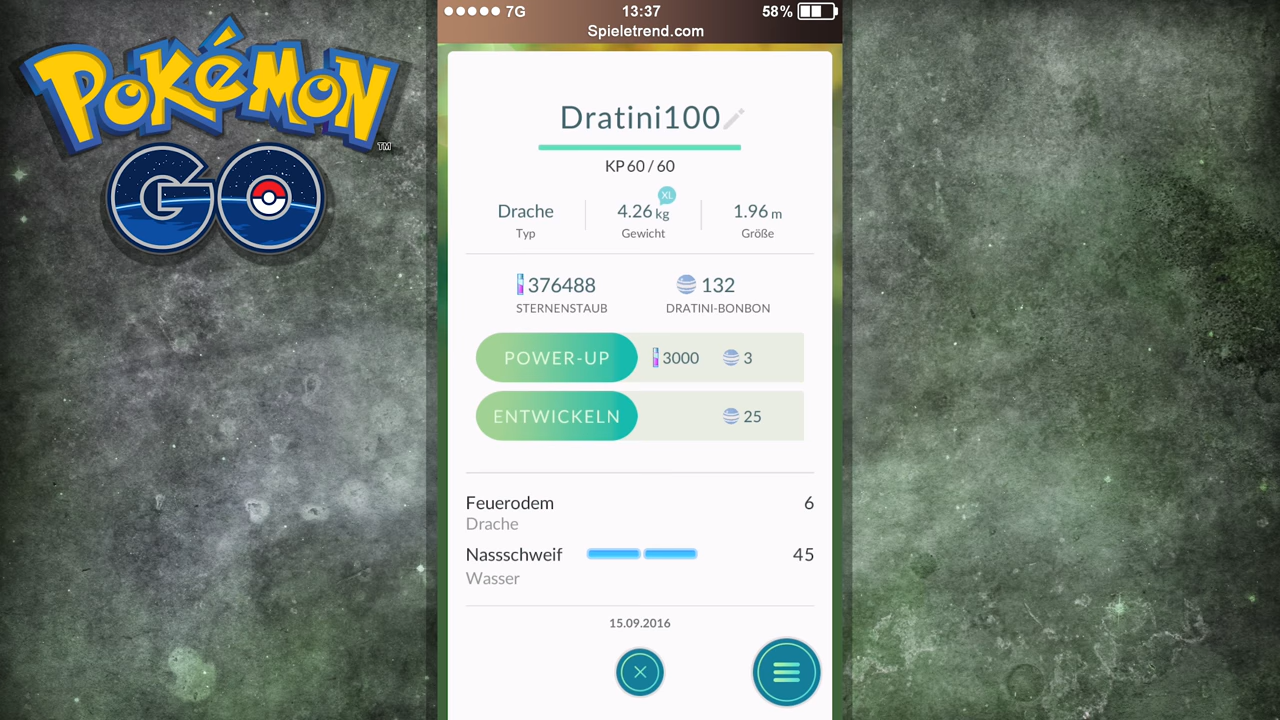 POKÉMON
GO
TM
7G 13:37 58%
Spieletrend.com
Dratini100
KP 60 / 60
XL
Drache 4.26 kg 1.96 m
Typ Gewicht Größe
376488 132
STERNENSTAUB DRATINI-BONBON
POWER-UP 3000 3
ENTWICKELN 25
Feuerodem 6
Drache
Nassschweif 45
Wasser
15.09.2016